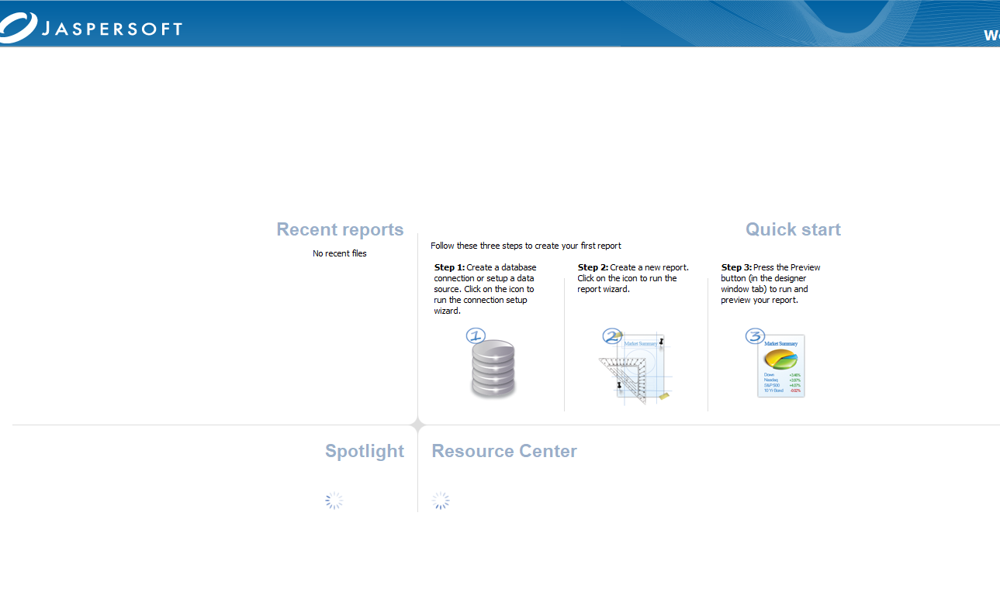 JASPERSOFT
Recent reports
No recent files
Quick start
Follow these three steps to create your first report
Step 1: Create a database
connection or setup a data
source. Click on the icon to
run the connection setup
wizard.
Step 2: Create a new report.
Click on the icon to run the
report wizard.
Step 3: Press the Preview
button (in the designer
window tab) to run and
preview your report.
1
2
Market Summary
3
Market Summary
Down +3.46%
Nasdaq +3.97%
S&P 500 +4.07%
10 Yr Bond -0.02%
Spotlight
Resource Center